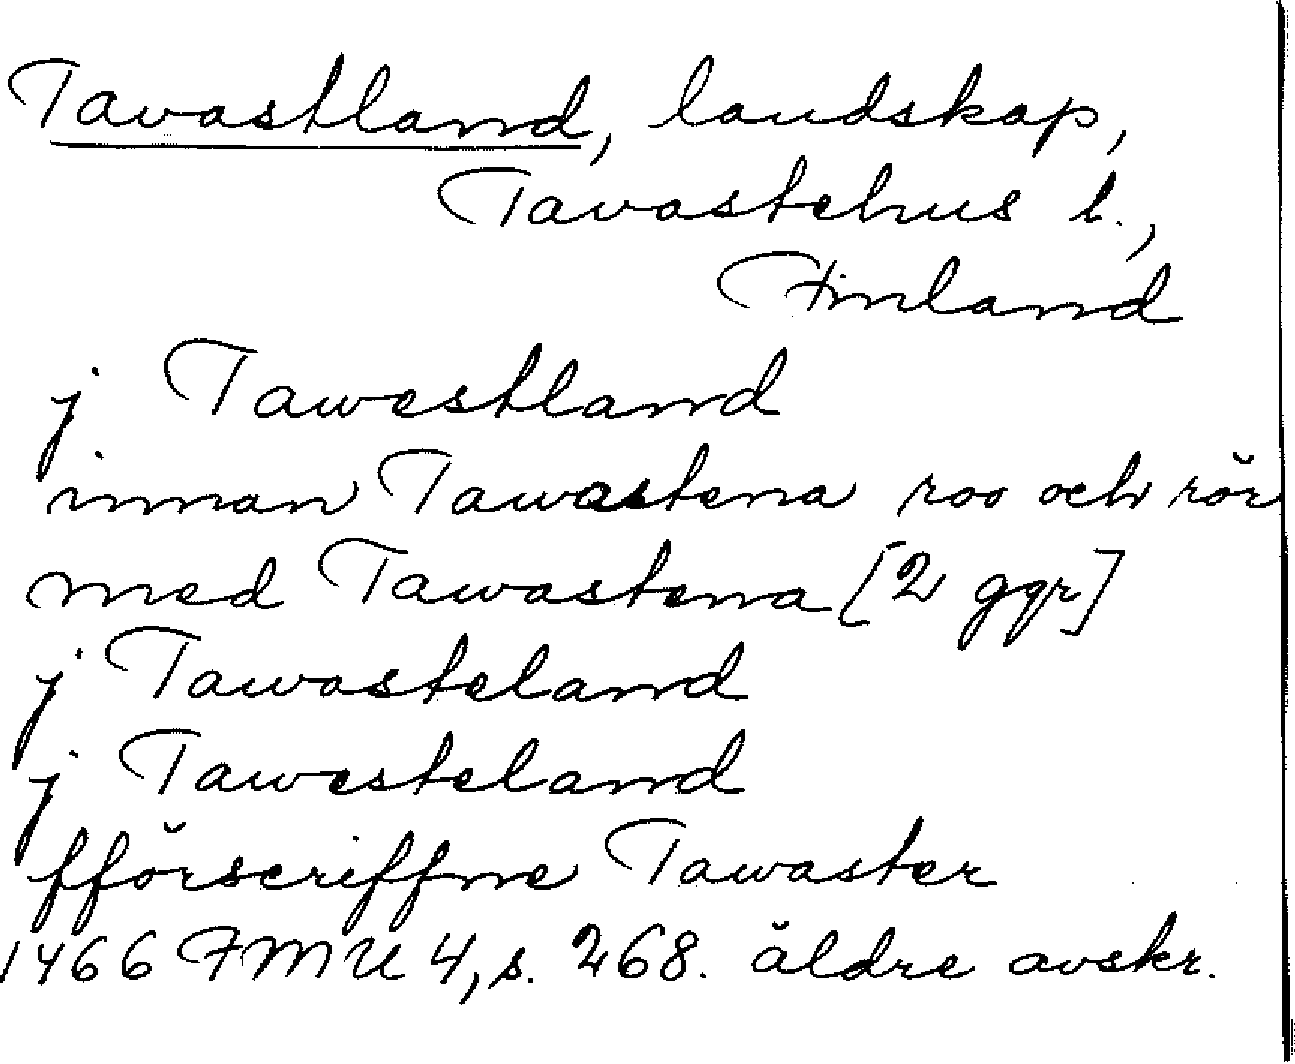 Tavastland, landskap,
Tavastehus l.,
Finland
j Tawestland
innan Tawastena roo och rör
med Tawastena [2 ggr]
j Tawasteland
j Tawesteland
fförscriffne Tawaster
1466 FMU 4, s. 268. äldre avskr.